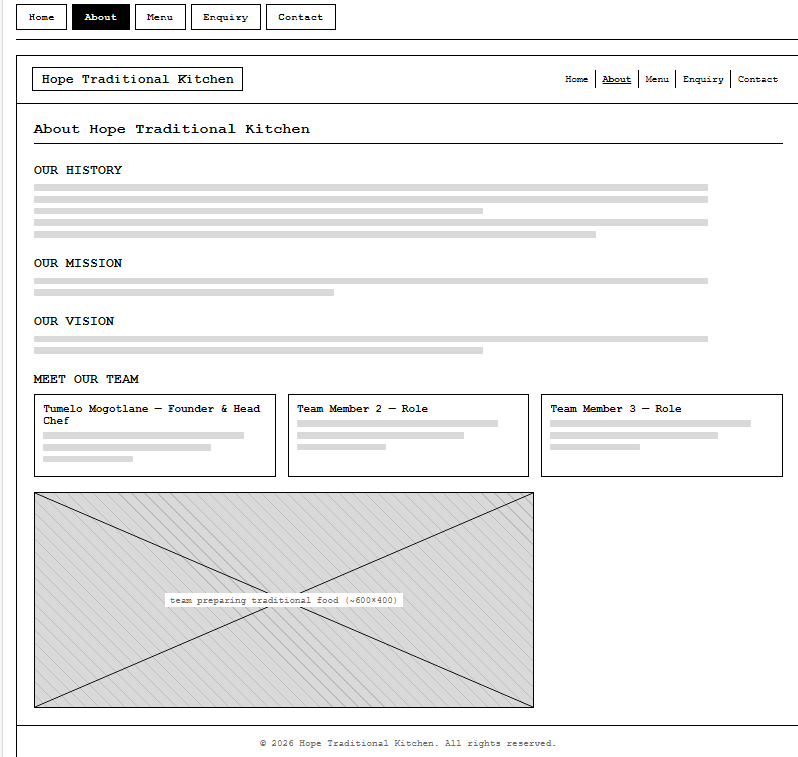 Home About Menu Enquiry Contact
Hope Traditional Kitchen
Home About Menu Enquiry Contact
About Hope Traditional Kitchen
OUR HISTORY
OUR MISSION
OUR VISION
MEET OUR TEAM
Tumelo Mogotlane — Founder & Head
Chef
Team Member 2 — Role
Team Member 3 — Role
team preparing traditional food (~600×400)
© 2026 Hope Traditional Kitchen. All rights reserved.